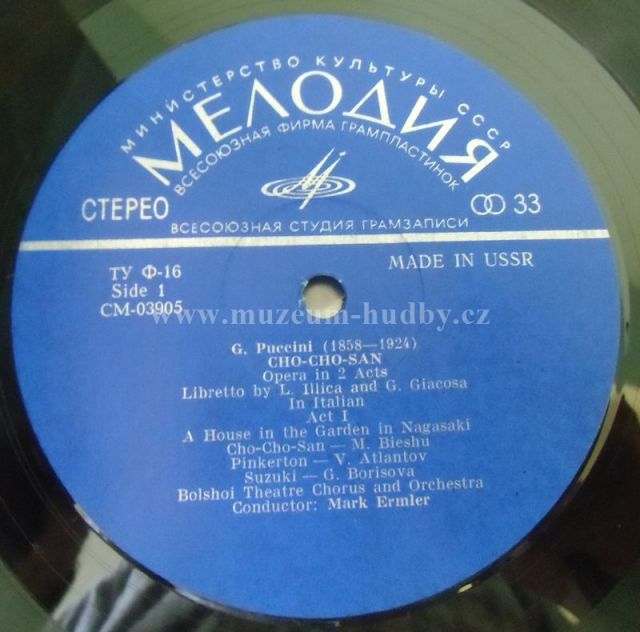 МИНИСТЕРСТВО КУЛЬТУРЫ СССР
МЕЛОДИЯ
ВСЕСОЮЗНАЯ ФИРМА ГРАМПЛАСТИНОК
СТЕРЕО
33
ВСЕСОЮЗНАЯ СТУДИЯ ГРАМЗАПИСИ
ТУ Ф-16
MADE IN USSR
Side 1
СМ-03905
www.muzeum-hudby.cz
G. Puccini (1858—1924)
CHO-CHO-SAN
Opera in 2 Acts
Libretto by L. Illica and G. Giacosa
In Italian
Act I
A House in the Garden in Nagasaki
Cho-Cho-San — M. Bieshu
Pinkerton — V. Atlantov
Suzuki — G. Borisova
Bolshoi Theatre Chorus and Orchestra
Conductor: Mark Ermler